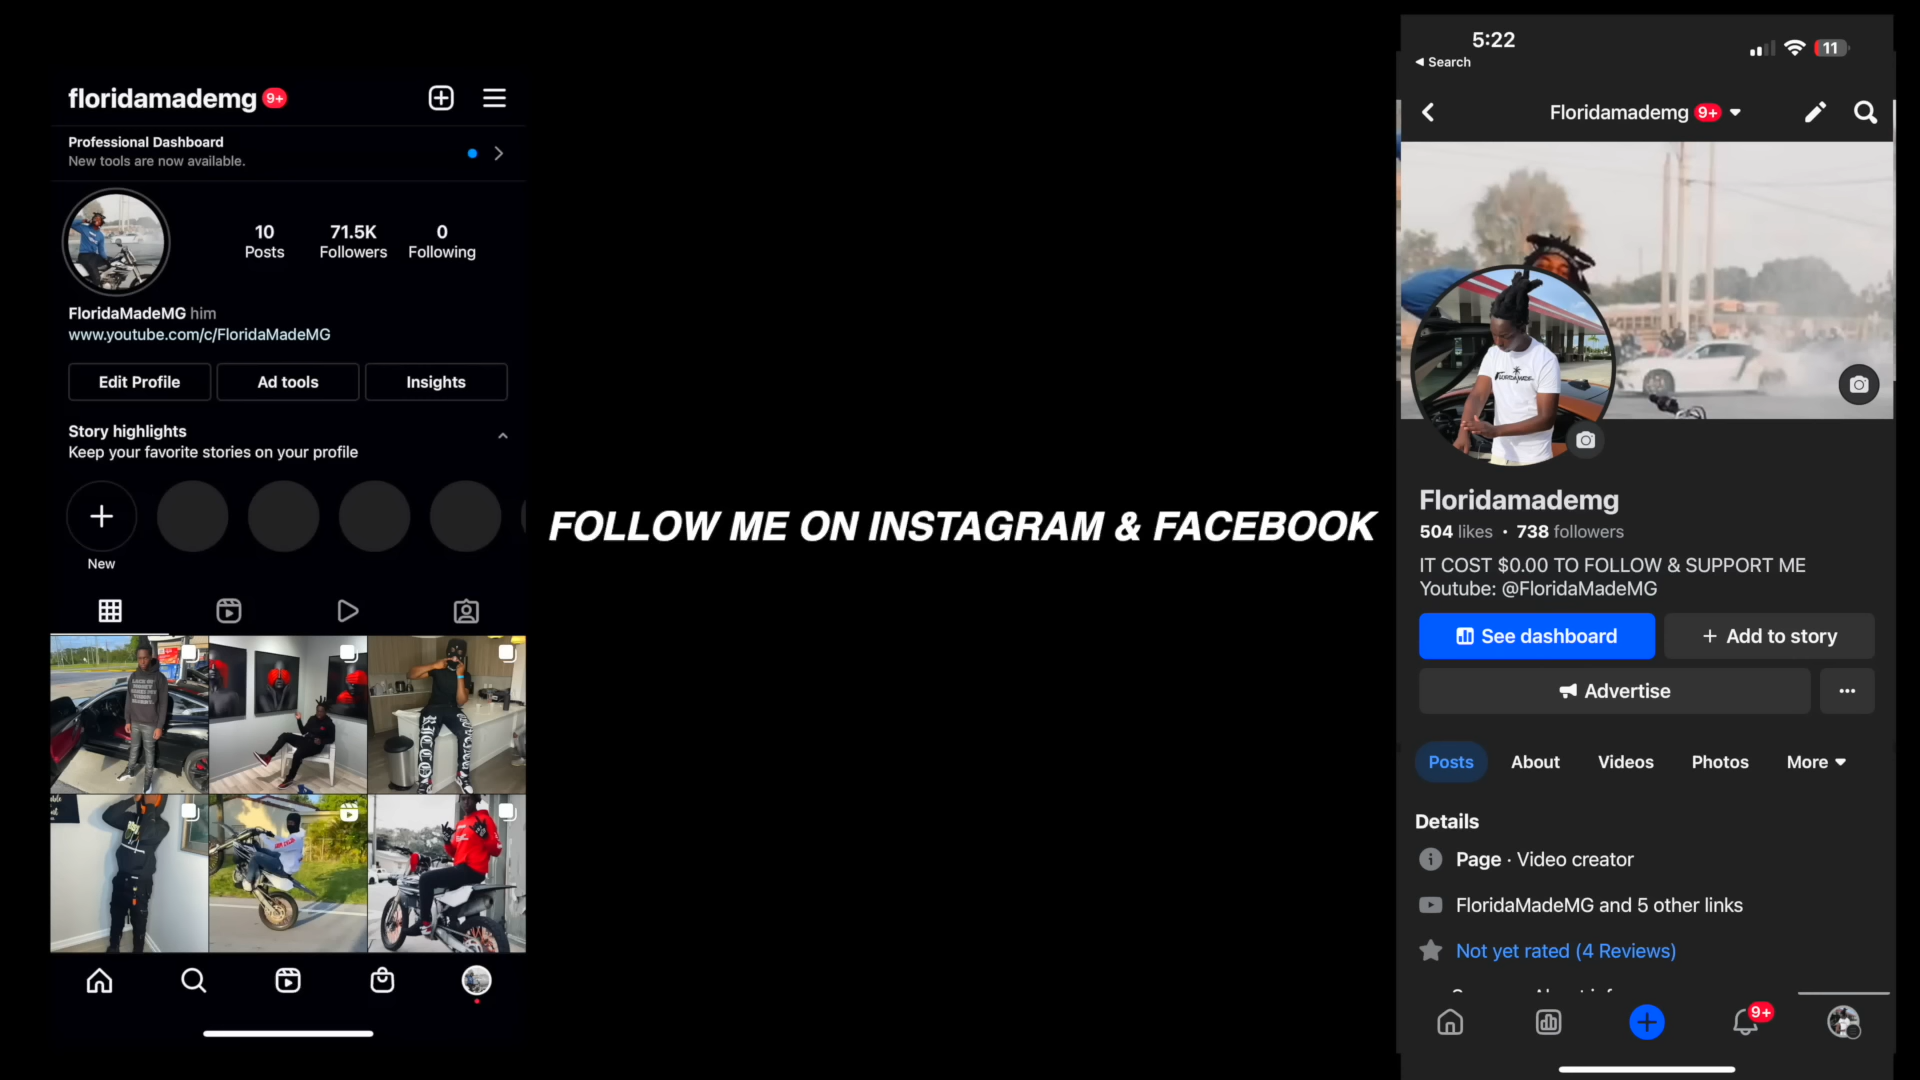 floridamademg 9+
Professional Dashboard
New tools are now available.
10 71.5K 0
Posts Followers Following
FloridaMadeMG him
www.youtube.com/c/FloridaMadeMG
Edit Profile Ad tools Insights
Story highlights
Keep your favorite stories on your profile
New
FOLLOW ME ON INSTAGRAM & FACEBOOK
5:22 11
◀ Search
Floridamademg 9+
Floridamademg
504 likes • 738 followers
IT COST $0.00 TO FOLLOW & SUPPORT ME
Youtube: @FloridaMadeMG
See dashboard + Add to story
Advertise ...
Posts About Videos Photos More
Details
Page · Video creator
FloridaMadeMG and 5 other links
Not yet rated (4 Reviews)
9+